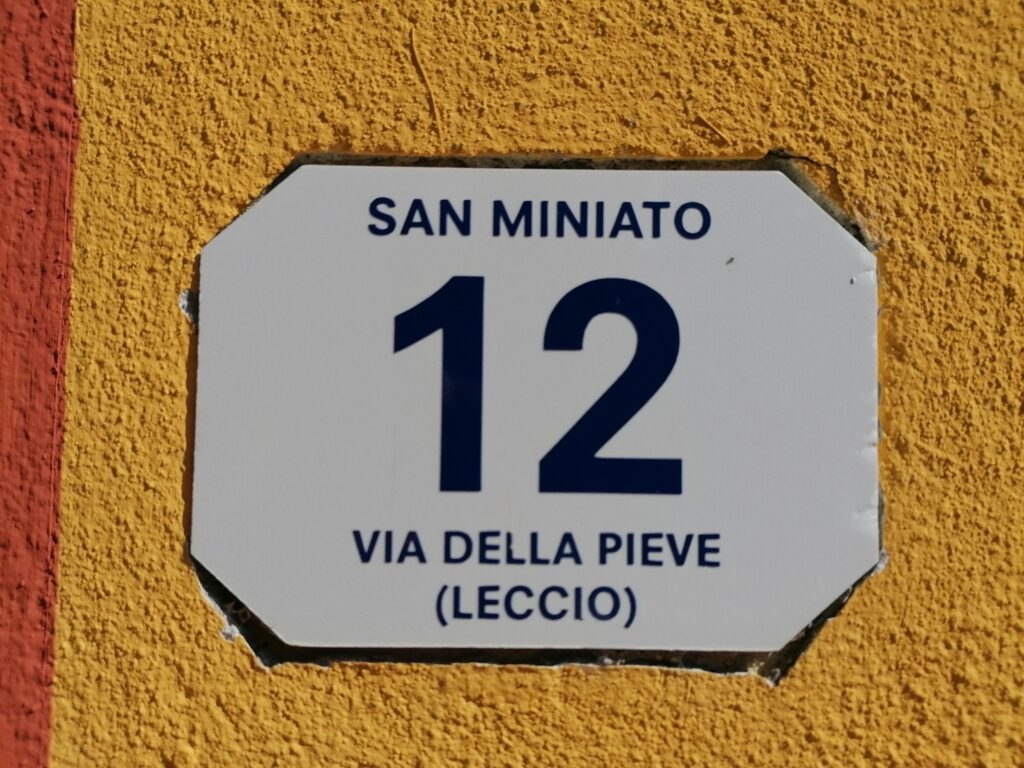 SAN MINIATO
12
VIA DELLA PIEVE
(LECCIO)